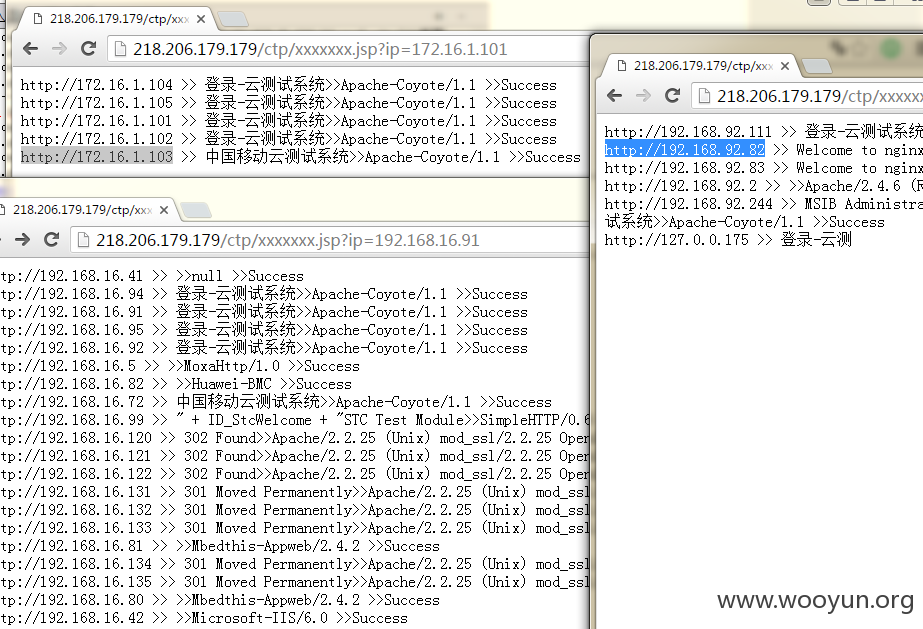 218.206.179.179/ctp/xxx
218.206.179.179/ctp/xxxxxxx.jsp?ip=172.16.1.101
http://172.16.1.104 >> 登录-云测试系统>>Apache-Coyote/1.1 >>Success
http://172.16.1.105 >> 登录-云测试系统>>Apache-Coyote/1.1 >>Success
http://172.16.1.101 >> 登录-云测试系统>>Apache-Coyote/1.1 >>Success
http://172.16.1.102 >> 登录-云测试系统>>Apache-Coyote/1.1 >>Success
http://172.16.1.103 >> 中国移动云测试系统>>Apache-Coyote/1.1 >>Success
218.206.179.179/ctp/xxx
218.206.179.179/ctp/xxxxxxx.jsp?ip=192.168.16.91
tp://192.168.16.41 >> >>null >>Success
tp://192.168.16.94 >> 登录-云测试系统>>Apache-Coyote/1.1 >>Success
tp://192.168.16.91 >> 登录-云测试系统>>Apache-Coyote/1.1 >>Success
tp://192.168.16.95 >> 登录-云测试系统>>Apache-Coyote/1.1 >>Success
tp://192.168.16.92 >> 登录-云测试系统>>Apache-Coyote/1.1 >>Success
tp://192.168.16.5 >> >>MoxaHttp/1.0 >>Success
tp://192.168.16.82 >> >>Huawei-BMC >>Success
tp://192.168.16.72 >> 中国移动云测试系统>>Apache-Coyote/1.1 >>Success
tp://192.168.16.99 >> " + ID_StcWelcome + "STC Test Module>>SimpleHTTP/0.6
tp://192.168.16.120 >> 302 Found>>Apache/2.2.25 (Unix) mod_ssl/2.2.25 Open
tp://192.168.16.121 >> 302 Found>>Apache/2.2.25 (Unix) mod_ssl/2.2.25 Open
tp://192.168.16.122 >> 302 Found>>Apache/2.2.25 (Unix) mod_ssl/2.2.25 Open
tp://192.168.16.131 >> 301 Moved Permanently>>Apache/2.2.25 (Unix) mod_ssl
tp://192.168.16.132 >> 301 Moved Permanently>>Apache/2.2.25 (Unix) mod_ssl
tp://192.168.16.133 >> 301 Moved Permanently>>Apache/2.2.25 (Unix) mod_ssl
tp://192.168.16.81 >> >>Mbedthis-Appweb/2.4.2 >>Success
tp://192.168.16.134 >> 301 Moved Permanently>>Apache/2.2.25 (Unix) mod_ssl
tp://192.168.16.135 >> 301 Moved Permanently>>Apache/2.2.25 (Unix) mod_ssl
tp://192.168.16.80 >> >>Mbedthis-Appweb/2.4.2 >>Success
tp://192.168.16.42 >> >>Microsoft-IIS/6.0 >>Success
218.206.179.179/ctp/xxx
218.206.179.179/ctp/xxxxxx
http://192.168.92.111 >> 登录-云测试系统
http://192.168.92.82 >> Welcome to nginx
http://192.168.92.83 >> Welcome to nginx
http://192.168.92.2 >> >>Apache/2.4.6 (R
http://192.168.92.244 >> MSIB Administra
试系统>>Apache-Coyote/1.1 >>Success
http://127.0.0.175 >> 登录-云测
www.wooyun.org